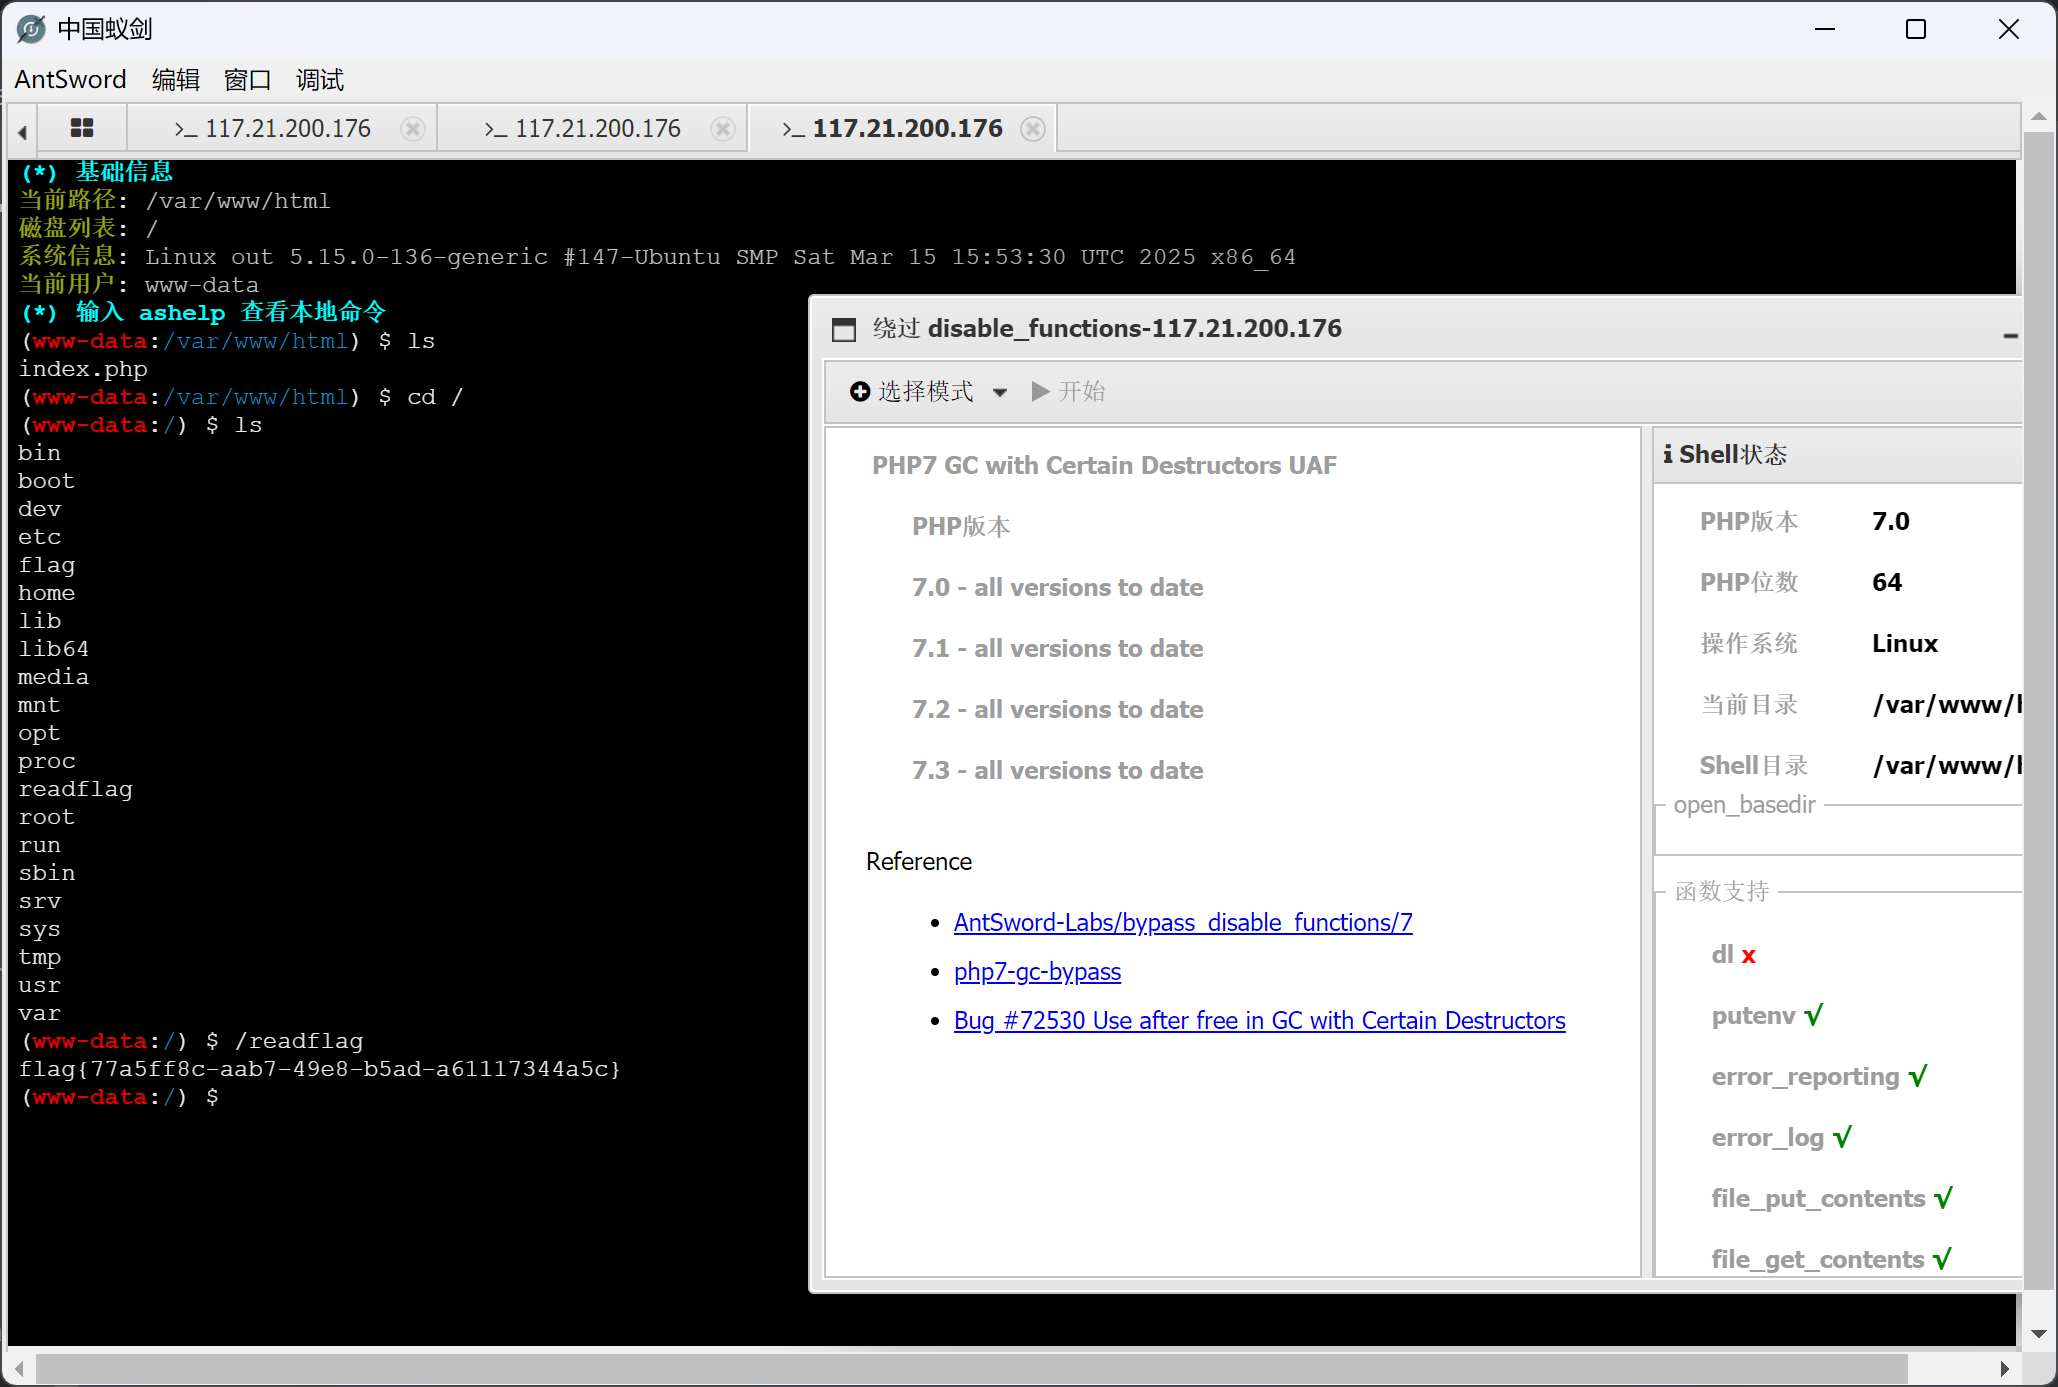 中国蚁剑
AntSword 编辑 窗口 调试
>_ 117.21.200.176 >_ 117.21.200.176 >_ 117.21.200.176
(*) 基础信息
当前路径: /var/www/html
磁盘列表: /
系统信息: Linux out 5.15.0-136-generic #147-Ubuntu SMP Sat Mar 15 15:53:30 UTC 2025 x86_64
当前用户: www-data
(*) 输入 ashelp 查看本地命令
(www-data:/var/www/html) $ ls
index.php
(www-data:/var/www/html) $ cd /
(www-data:/) $ ls
bin
boot
dev
etc
flag
home
lib
lib64
media
mnt
opt
proc
readflag
root
run
sbin
srv
sys
tmp
usr
var
(www-data:/) $ /readflag
flag{77a5ff8c-aab7-49e8-b5ad-a61117344a5c}
(www-data:/) $
绕过 disable_functions-117.21.200.176
选择模式 开始
PHP7 GC with Certain Destructors UAF
PHP版本
7.0 - all versions to date
7.1 - all versions to date
7.2 - all versions to date
7.3 - all versions to date
Reference
• AntSword-Labs/bypass_disable_functions/7
• php7-gc-bypass
• Bug #72530 Use after free in GC with Certain Destructors
Shell状态
PHP版本 7.0
PHP位数 64
操作系统 Linux
当前目录 /var/www/
Shell目录 /var/www/
open_basedir
函数支持
dl x
putenv √
error_reporting √
error_log √
file_put_contents √
file_get_contents √